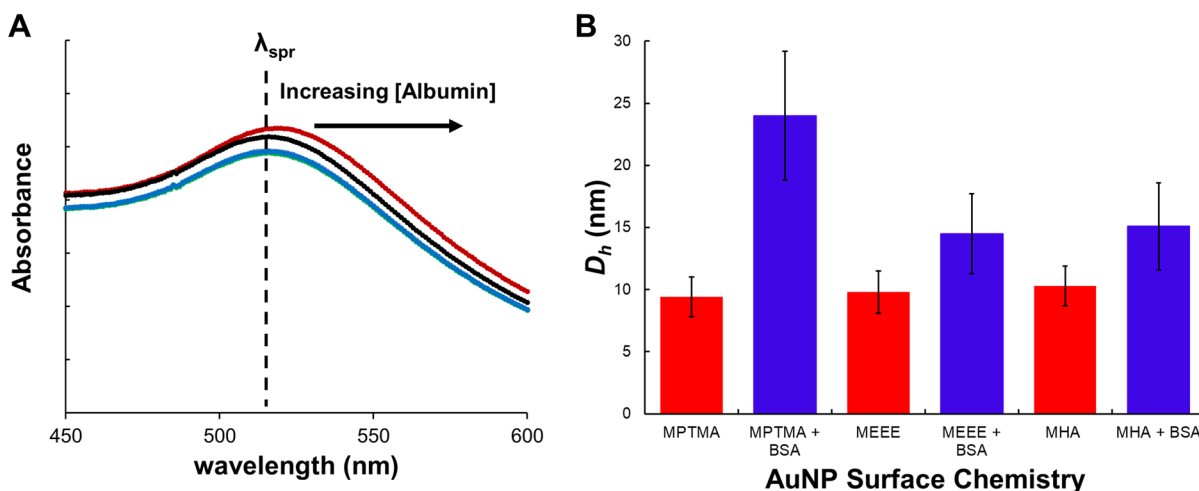 A
λspr
Increasing [Albumin]
Absorbance
450
500
550
600
wavelength (nm)
B
30
25
20
15
10
5
0
Dh (nm)
MPTMA
MPTMA +
BSA
MEEE
MEEE +
BSA
MHA
MHA + BSA
AuNP Surface Chemistry